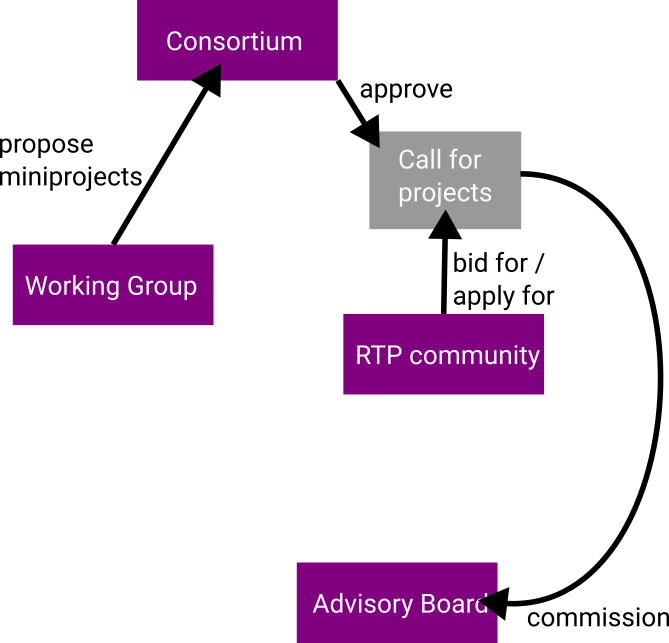 Consortium
approve
propose
miniprojects
Call for
projects
Working Group
bid for /
apply for
RTP community
Advisory Board
commission